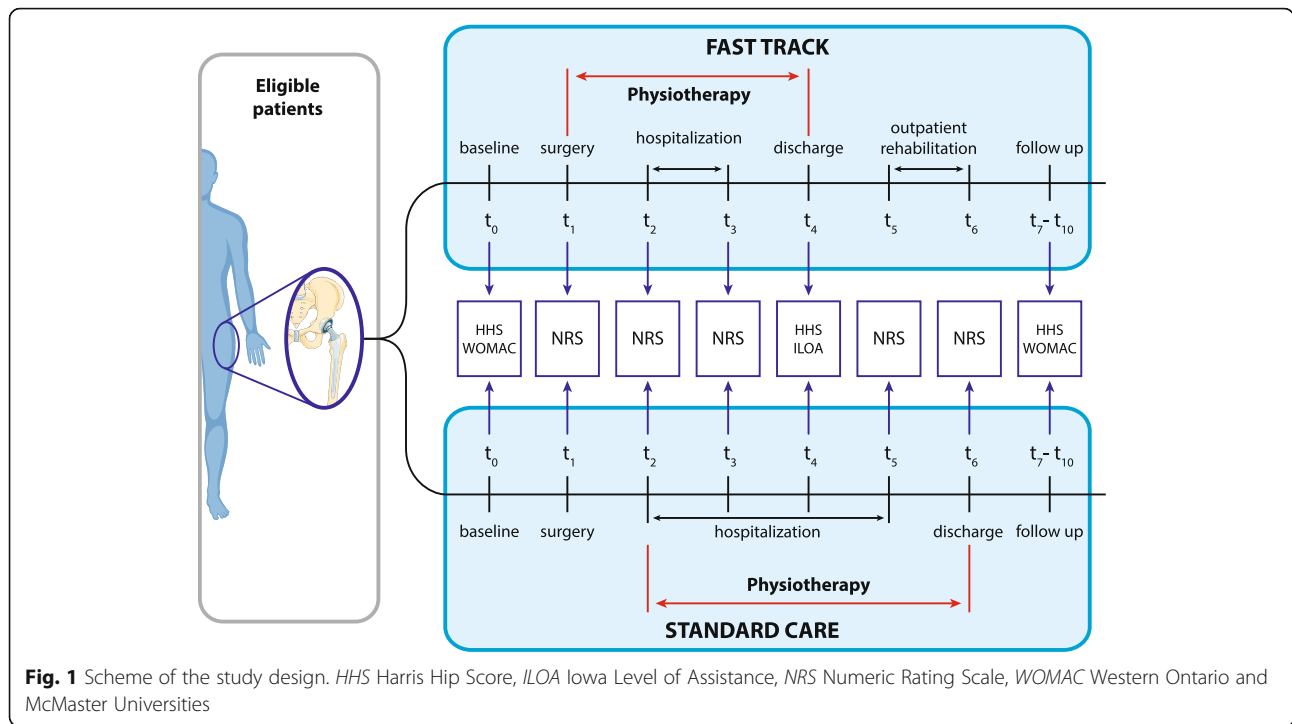 Eligible
patients
FAST TRACK
Physiotherapy
baseline surgery hospitalization discharge outpatient rehabilitation follow up
t0 t1 t2 t3 t4 t5 t6 t7- t10
HHS WOMAC
NRS
NRS
NRS
HHS ILOA
NRS
NRS
HHS WOMAC
t0 t1 t2 t3 t4 t5 t6 t7- t10
baseline surgery hospitalization discharge follow up
Physiotherapy
STANDARD CARE
Fig. 1 Scheme of the study design. HHS Harris Hip Score, ILOA Iowa Level of Assistance, NRS Numeric Rating Scale, WOMAC Western Ontario and
McMaster Universities